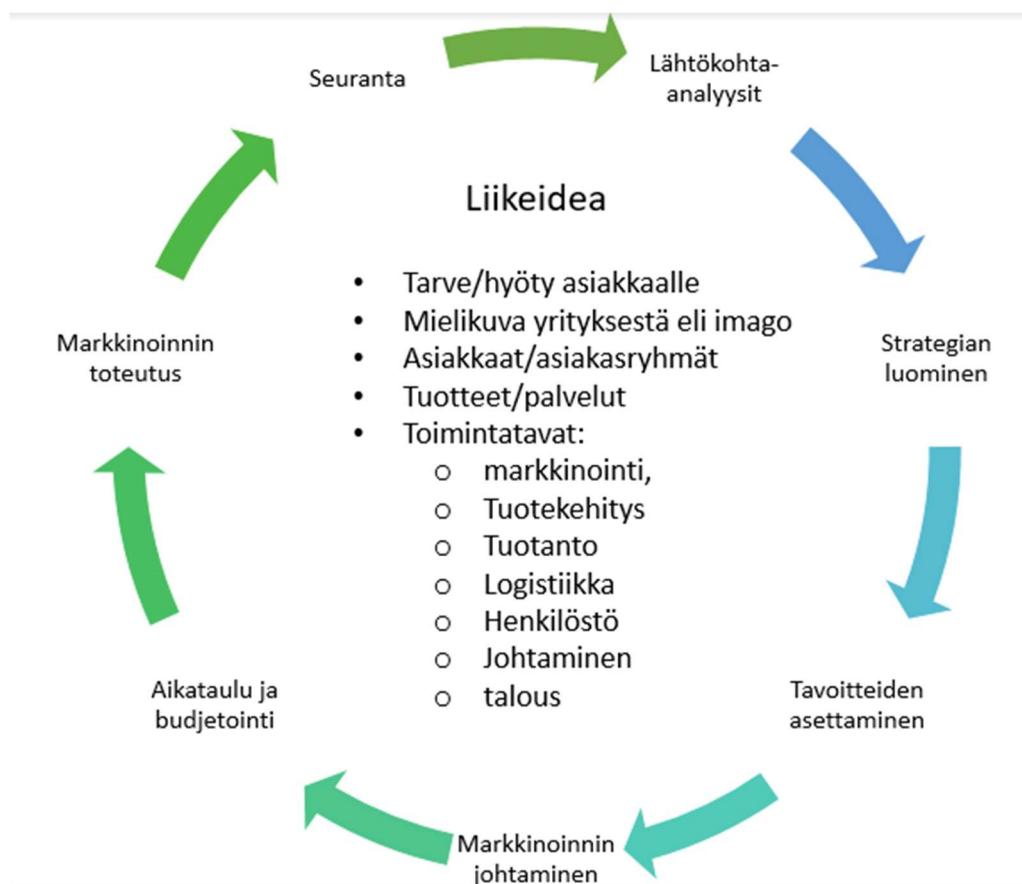 Seuranta
Lähtökohta-
analyysit
Strategian
luominen
Tavoitteiden
asettaminen
Markkinoinnin
johtaminen
Aikataulu ja
budjetointi
Markkinoinnin
toteutus
Liikeidea
• Tarve/hyöty asiakkaalle
• Mielikuva yrityksestä eli imago
• Asiakkaat/asiakasryhmät
• Tuotteet/palvelut
• Toimintatavat:
o markkinointi,
o Tuotekehitys
o Tuotanto
o Logistiikka
o Henkilöstö
o Johtaminen
o talous